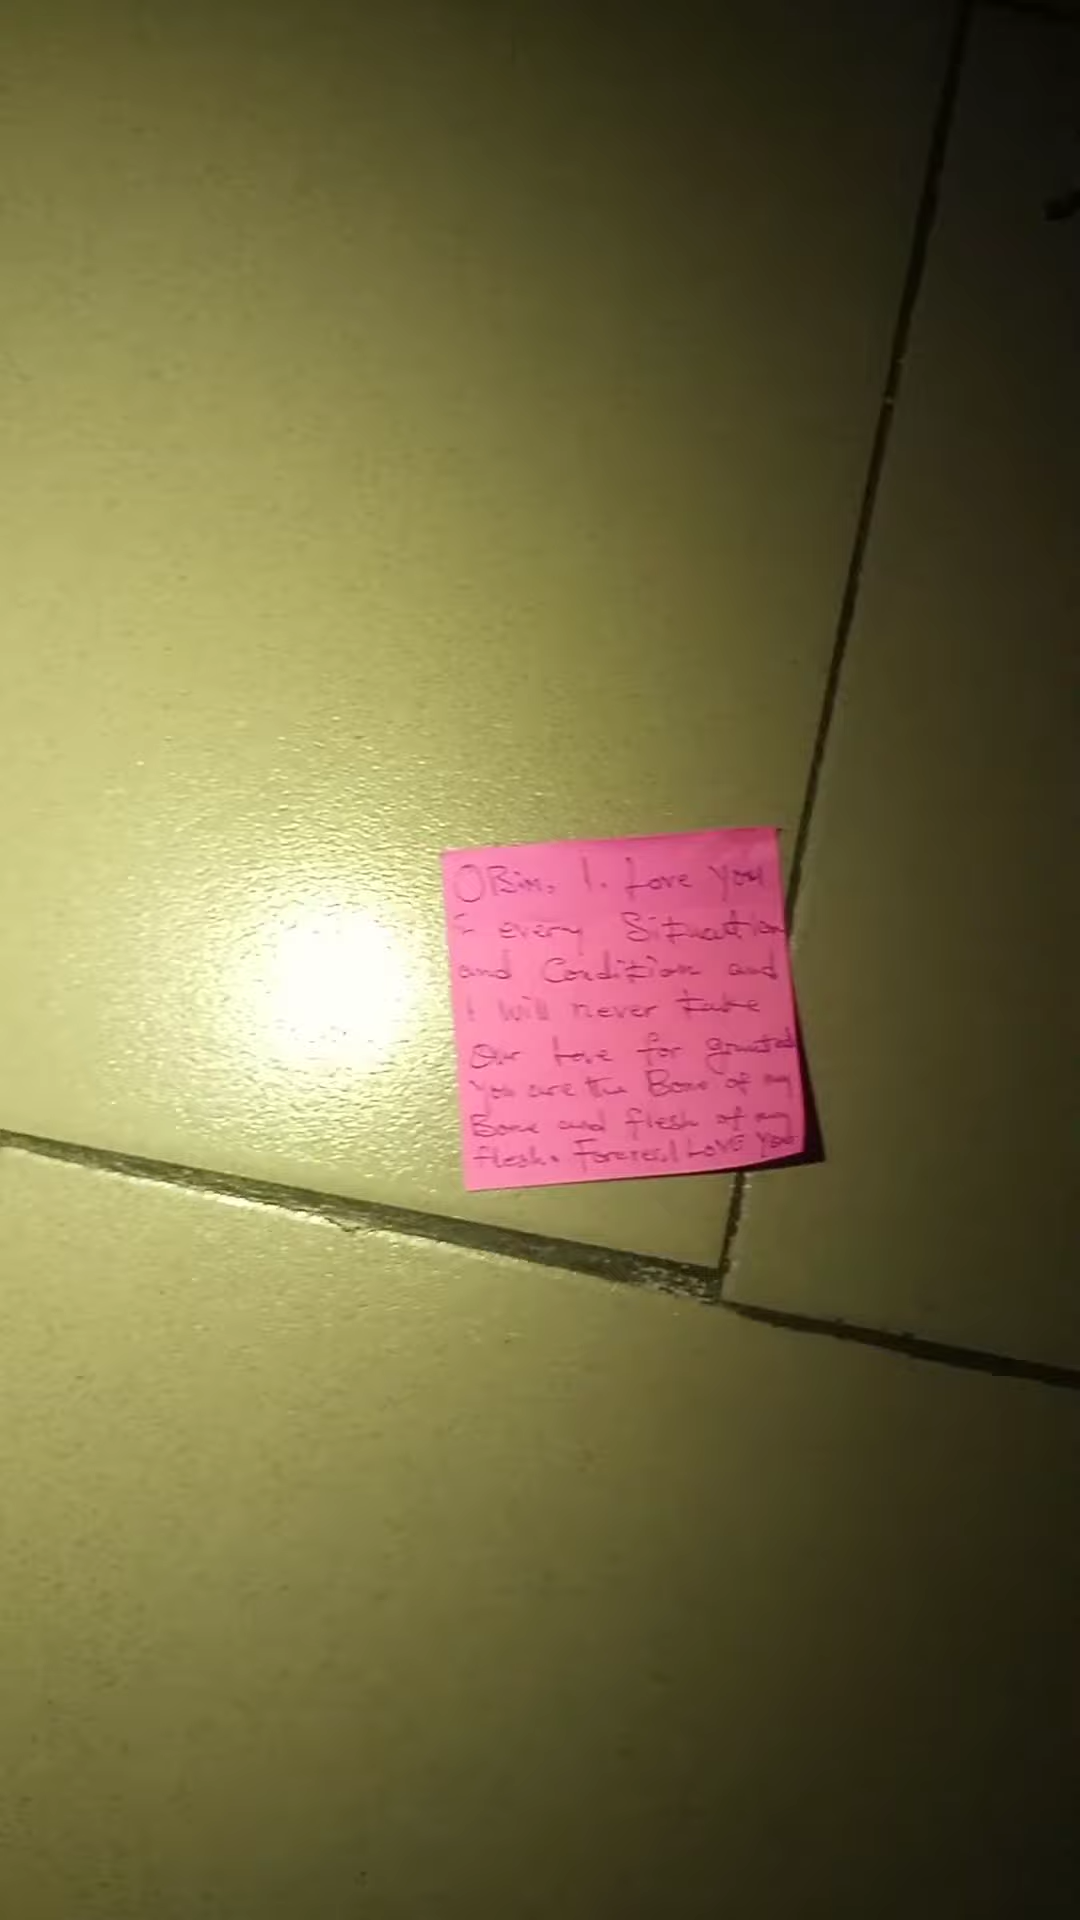 OBim, I. Love You
every Situation
and Condition and
I will never take
Our Love for granted
You are the Bone of my
Bone and flesh of my
flesh. Forever I LOVE You